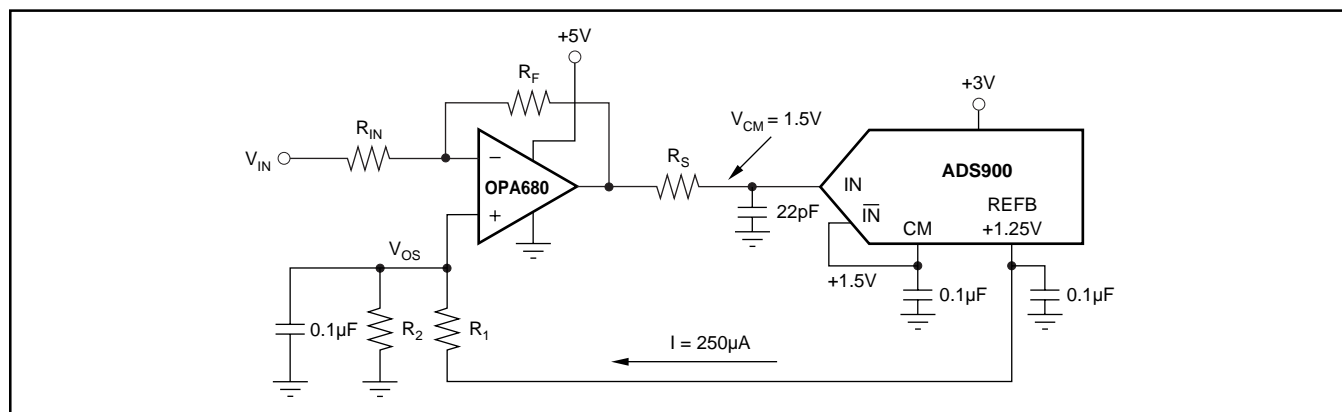 +5V
R_F
+3V
R_IN
V_CM = 1.5V
V_IN
−
OPA680
+
R_S
ADS900
IN
I̅N̅
REFB
+1.25V
CM
22pF
V_OS
+1.5V
0.1µF
0.1µF
0.1µF
R_2
R_1
I = 250µA